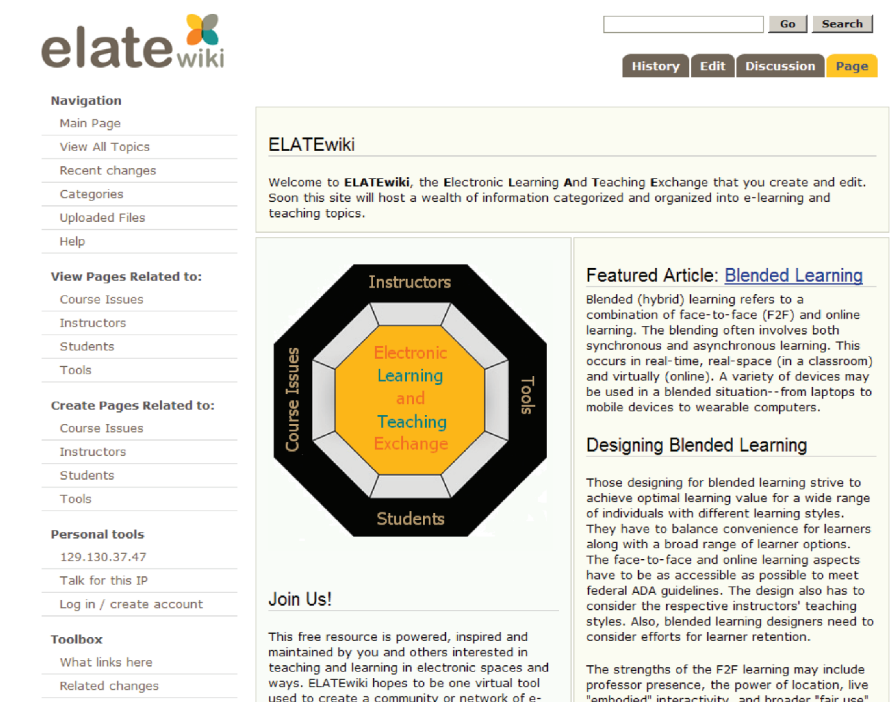 elate wiki
Go Search
History Edit Discussion Page
Navigation
Main Page
View All Topics
Recent changes
Categories
Uploaded Files
Help
View Pages Related to:
Course Issues
Instructors
Students
Tools
Create Pages Related to:
Course Issues
Instructors
Students
Tools
Personal tools
129.130.37.47
Talk for this IP
Log in / create account
Toolbox
What links here
Related changes
ELATEwiki
Welcome to ELATEwiki, the Electronic Learning And Teaching Exchange that you create and edit.
Soon this site will host a wealth of information categorized and organized into e-learning and
teaching topics.
Instructors
Course Issues
Electronic
Learning
and
Teaching
Exchange
Tools
Students
Join Us!
This free resource is powered, inspired and
maintained by you and others interested in
teaching and learning in electronic spaces and
ways. ELATEwiki hopes to be one virtual tool
used to create a community or network of e-
Featured Article: Blended Learning
Blended (hybrid) learning refers to a
combination of face-to-face (F2F) and online
learning. The blending often involves both
synchronous and asynchronous learning. This
occurs in real-time, real-space (in a classroom)
and virtually (online). A variety of devices may
be used in a blended situation--from laptops to
mobile devices to wearable computers.
Designing Blended Learning
Those designing for blended learning strive to
achieve optimal learning value for a wide range
of individuals with different learning styles.
They have to balance convenience for learners
along with a broad range of learner options.
The face-to-face and online learning aspects
have to be as accessible as possible to meet
federal ADA guidelines. The design also has to
consider the respective instructors' teaching
styles. Also, blended learning designers need to
consider efforts for learner retention.
The strengths of the F2F learning may include
professor presence, the power of location, live
"embodied" interactivity, and broader "fair use"